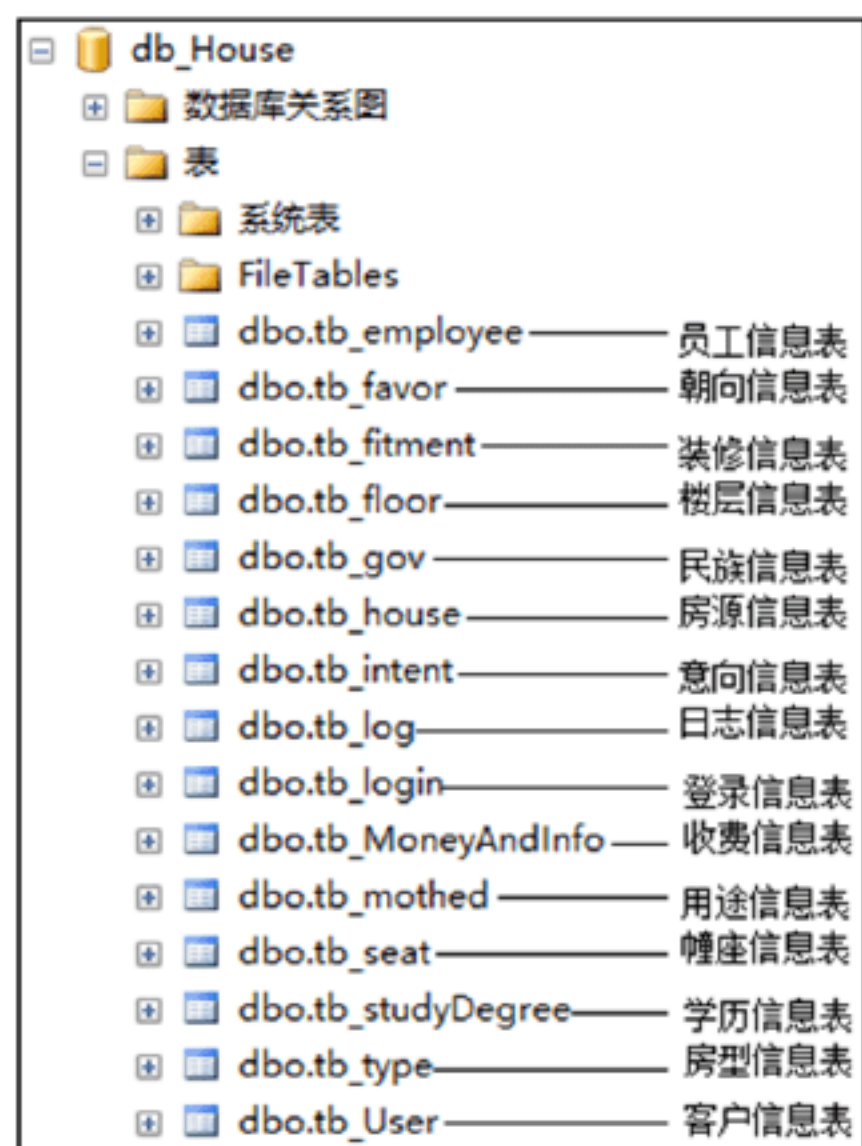 db_House
数据库关系图
表
系统表
FileTables
dbo.tb_employee 员工信息表
dbo.tb_favor 朝向信息表
dbo.tb_fitment 装修信息表
dbo.tb_floor 楼层信息表
dbo.tb_gov 民族信息表
dbo.tb_house 房源信息表
dbo.tb_intent 意向信息表
dbo.tb_log 日志信息表
dbo.tb_login 登录信息表
dbo.tb_MoneyAndInfo 收费信息表
dbo.tb_mothed 用途信息表
dbo.tb_seat 幢座信息表
dbo.tb_studyDegree 学历信息表
dbo.tb_type 房型信息表
dbo.tb_User 客户信息表